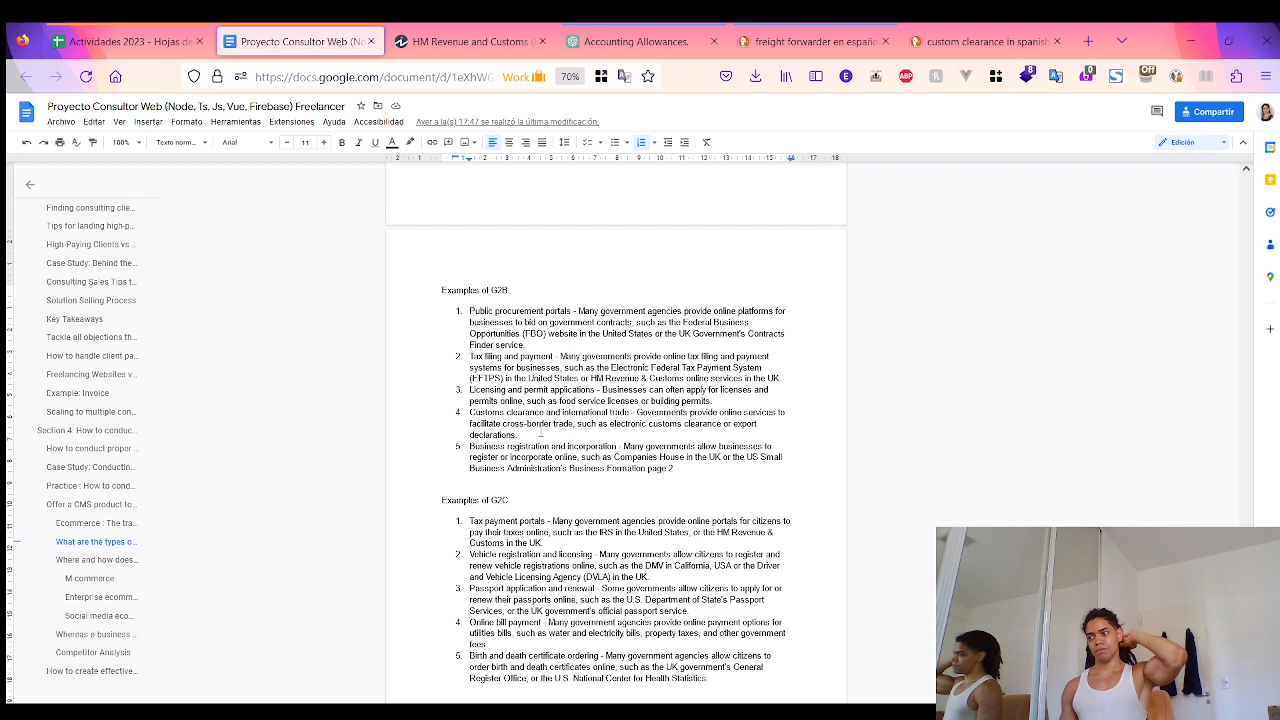 Actividades 2023 - Hojas de
Proyecto Consultor Web (No
HM Revenue and Customs (
Accounting Allowances.
freight forwarder en español
custom clearance in spanish
https://docs.google.com/document/d/1eXhWG
Work
70%
8
0
Off
Proyecto Consultor Web (Node, Ts, Js, Vue, Firebase) Freelancer
Archivo Editar Ver Insertar Formato Herramientas Extensiones Ayuda Accesibilidad
Ayer a la(s) 17:47 se realizó la última modificación.
Compartir
100%
Texto norm...
Arial
11
Edición
Finding consulting clie...
Tips for landing high-p...
High-Paying Clients vs ...
Case Study: Behind the...
Consulting Sales Tips t...
Solution Selling Process
Key Takeaways
Tackle all objections th...
How to handle client pa...
Freelancing Websites v...
Example: Invoice
Scaling to multiple con...
Section 4: How to conduc...
How to conduct proper ...
Case Study: Conductin...
Practice : How to cond...
Offer a CMS product to...
Ecommerce : The tra...
What are the types o...
Where and how does...
M-commerce
Enterprise ecomm...
Social media eco...
Whereas e-business ...
Competitor Analysis
How to create effective...
Examples of G2B
1. Public procurement portals - Many government agencies provide online platforms for
businesses to bid on government contracts, such as the Federal Business
Opportunities (FBO) website in the United States or the UK Government's Contracts
Finder service.
2. Tax filing and payment - Many governments provide online tax filing and payment
systems for businesses, such as the Electronic Federal Tax Payment System
(EFTPS) in the United States or HM Revenue & Customs online services in the UK.
3. Licensing and permit applications - Businesses can often apply for licenses and
permits online, such as food service licenses or building permits.
4. Customs clearance and international trade - Governments provide online services to
facilitate cross-border trade, such as electronic customs clearance or export
declarations.
5. Business registration and incorporation - Many governments allow businesses to
register or incorporate online, such as Companies House in the UK or the US Small
Business Administration's Business Formation page 2
Examples of G2C
1. Tax payment portals - Many government agencies provide online portals for citizens to
pay their taxes online, such as the IRS in the United States, or the HM Revenue &
Customs in the UK.
2. Vehicle registration and licensing - Many governments allow citizens to register and
renew vehicle registrations online, such as the DMV in California, USA or the Driver
and Vehicle Licensing Agency (DVLA) in the UK.
3. Passport application and renewal - Some governments allow citizens to apply for or
renew their passports online, such as the U.S. Department of State's Passport
Services, or the UK government's official passport service.
4. Online bill payment - Many government agencies provide online payment options for
utilities bills, such as water and electricity bills, property taxes, and other government
fees.
5. Birth and death certificate ordering - Many government agencies allow citizens to
order birth and death certificates online, such as the UK government's General
Register Office, or the U.S. National Center for Health Statistics.